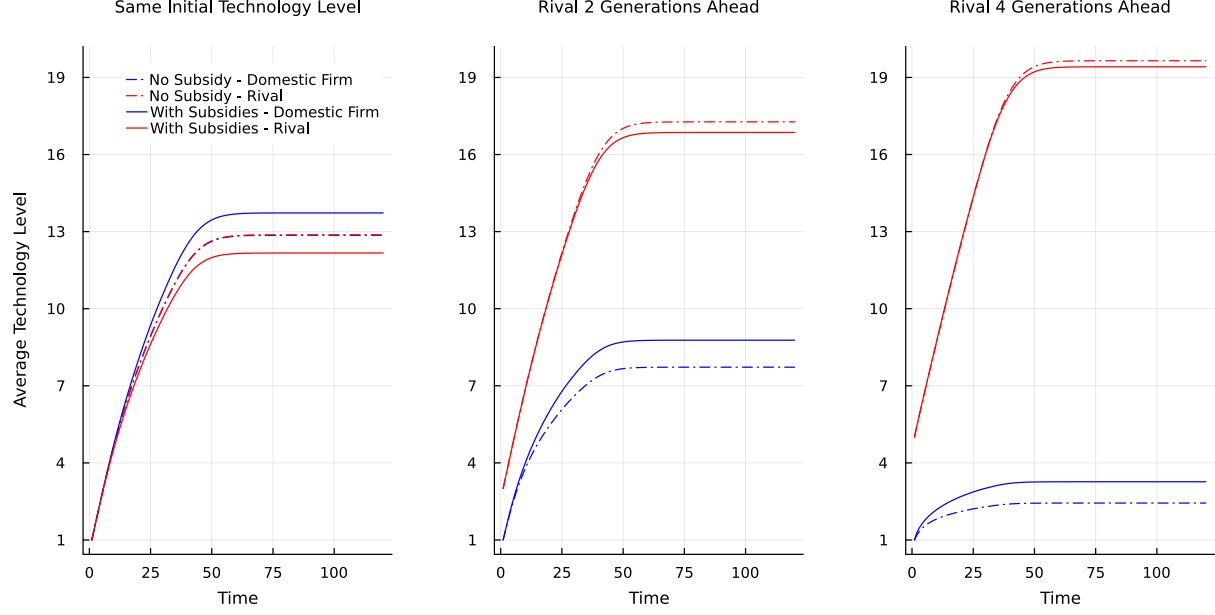 Same Initial Technology Level
Rival 2 Generations Ahead
Rival 4 Generations Ahead
Average Technology Level
19
16
13
10
7
4
1
No Subsidy - Domestic Firm
No Subsidy - Rival
With Subsidies - Domestic Firm
With Subsidies - Rival
0 25 50 75 100
Time
19
16
13
10
7
4
1
0 25 50 75 100
Time
19
16
13
10
7
4
1
0 25 50 75 100
Time